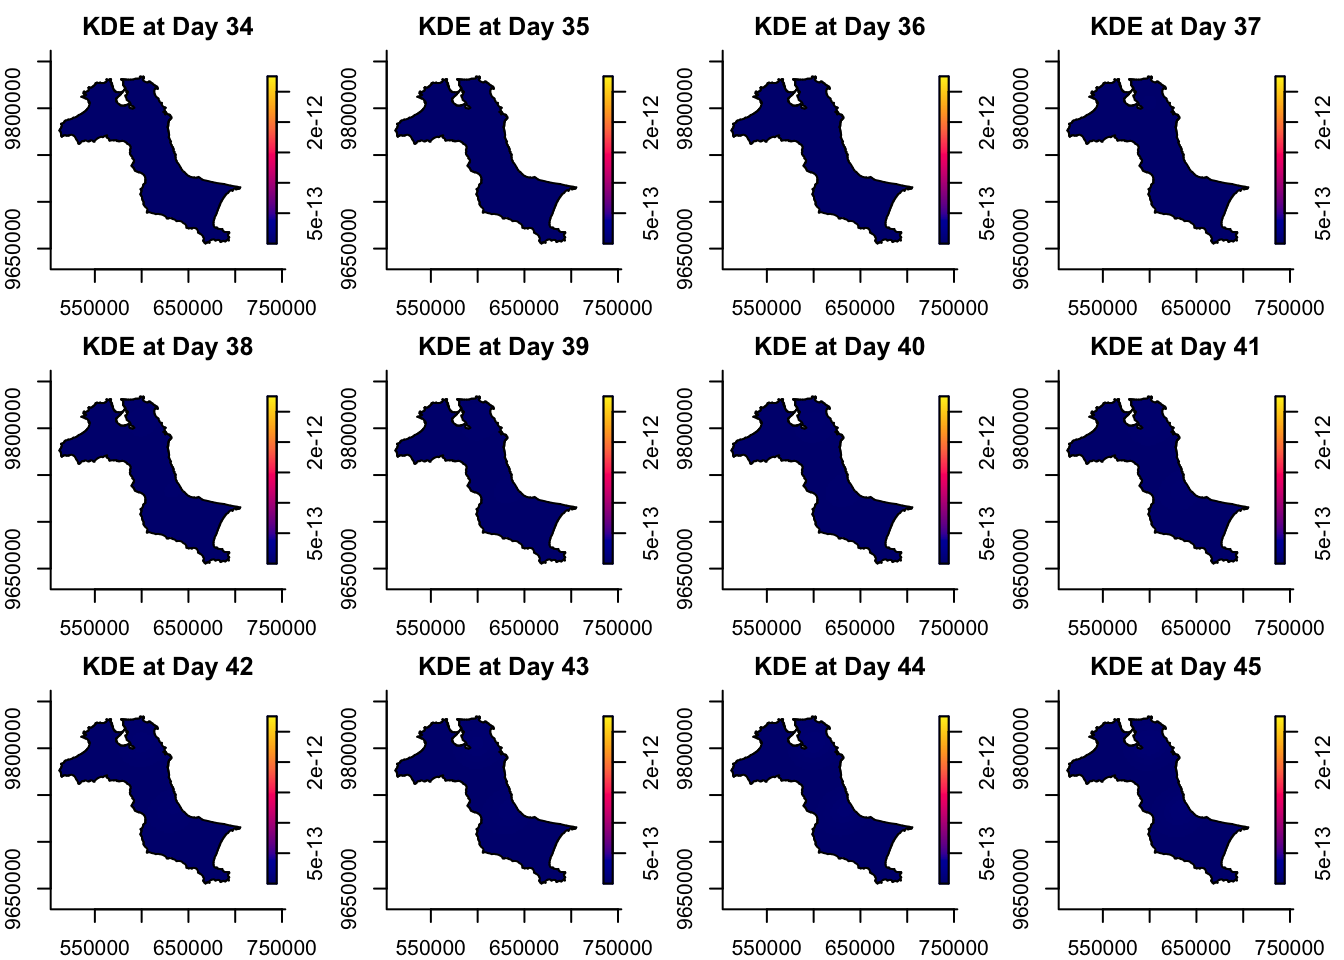 KDE at Day 34
9800000
9650000
2e-12
5e-13
550000 650000 750000
KDE at Day 35
9800000
9650000
2e-12
5e-13
550000 650000 750000
KDE at Day 36
9800000
9650000
2e-12
5e-13
550000 650000 750000
KDE at Day 37
9800000
9650000
2e-12
5e-13
550000 650000 750000
KDE at Day 38
9800000
9650000
2e-12
5e-13
550000 650000 750000
KDE at Day 39
9800000
9650000
2e-12
5e-13
550000 650000 750000
KDE at Day 40
9800000
9650000
2e-12
5e-13
550000 650000 750000
KDE at Day 41
9800000
9650000
2e-12
5e-13
550000 650000 750000
KDE at Day 42
9800000
9650000
2e-12
5e-13
550000 650000 750000
KDE at Day 43
9800000
9650000
2e-12
5e-13
550000 650000 750000
KDE at Day 44
9800000
9650000
2e-12
5e-13
550000 650000 750000
KDE at Day 45
9800000
9650000
2e-12
5e-13
550000 650000 750000